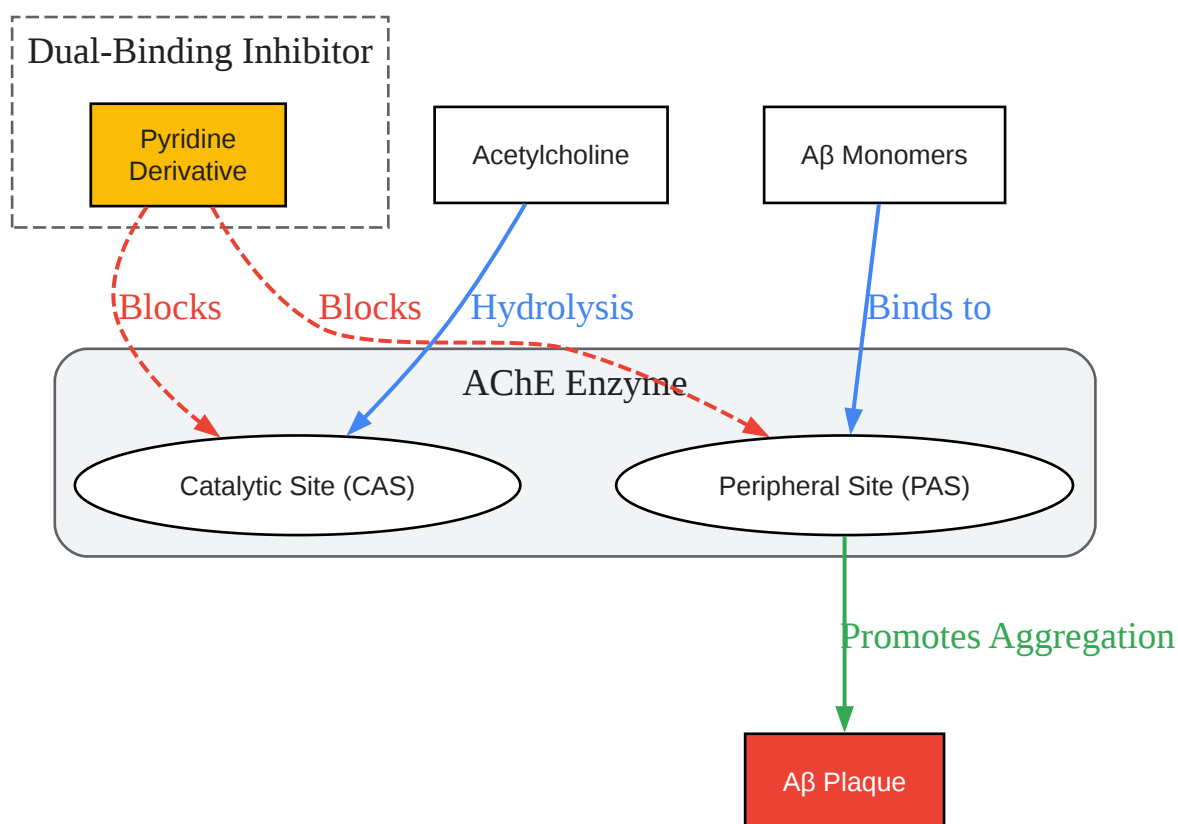 Dual-Binding Inhibitor
Pyridine
Derivative
Acetylcholine
Aβ Monomers
Blocks
Blocks
Hydrolysis
Binds to
AChE Enzyme
Catalytic Site (CAS)
Peripheral Site (PAS)
Promotes Aggregation
Aβ Plaque